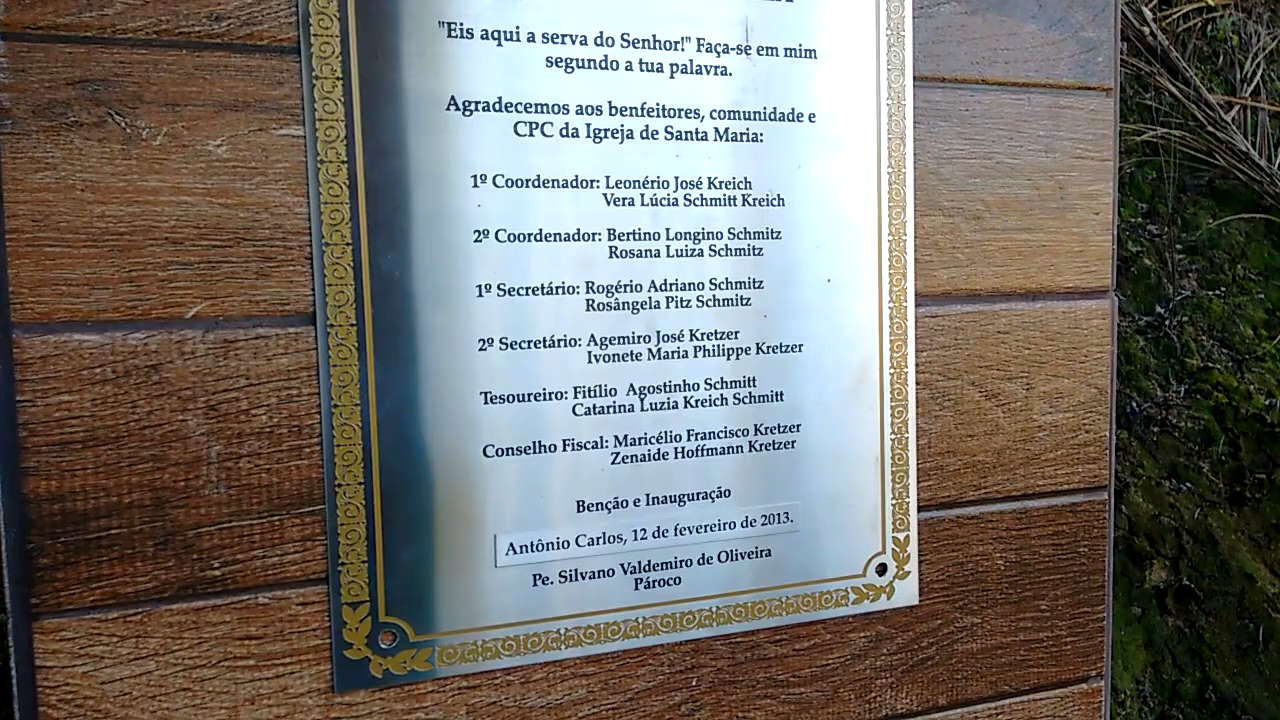 "Eis aqui a serva do Senhor!" Faça-se em mim
segundo a tua palavra.
Agradecemos aos benfeitores, comunidade e
CPC da Igreja de Santa Maria:
1º Coordenador: Leonério José Kreich
Vera Lúcia Schmitt Kreich
2º Coordenador: Bertino Longino Schmitz
Rosana Luiza Schmitz
1º Secretário: Rogério Adriano Schmitz
Rosângela Pitz Schmitz
2º Secretário: Agemiro José Kretzer
Ivonete Maria Philippe Kretzer
Tesoureiro: Fitílio Agostinho Schmitt
Catarina Luzia Kreich Schmitt
Conselho Fiscal: Maricélio Francisco Kretzer
Zenaide Hoffmann Kretzer
Benção e Inauguração
Antônio Carlos, 12 de fevereiro de 2013.
Pe. Silvano Valdemiro de Oliveira
Pároco